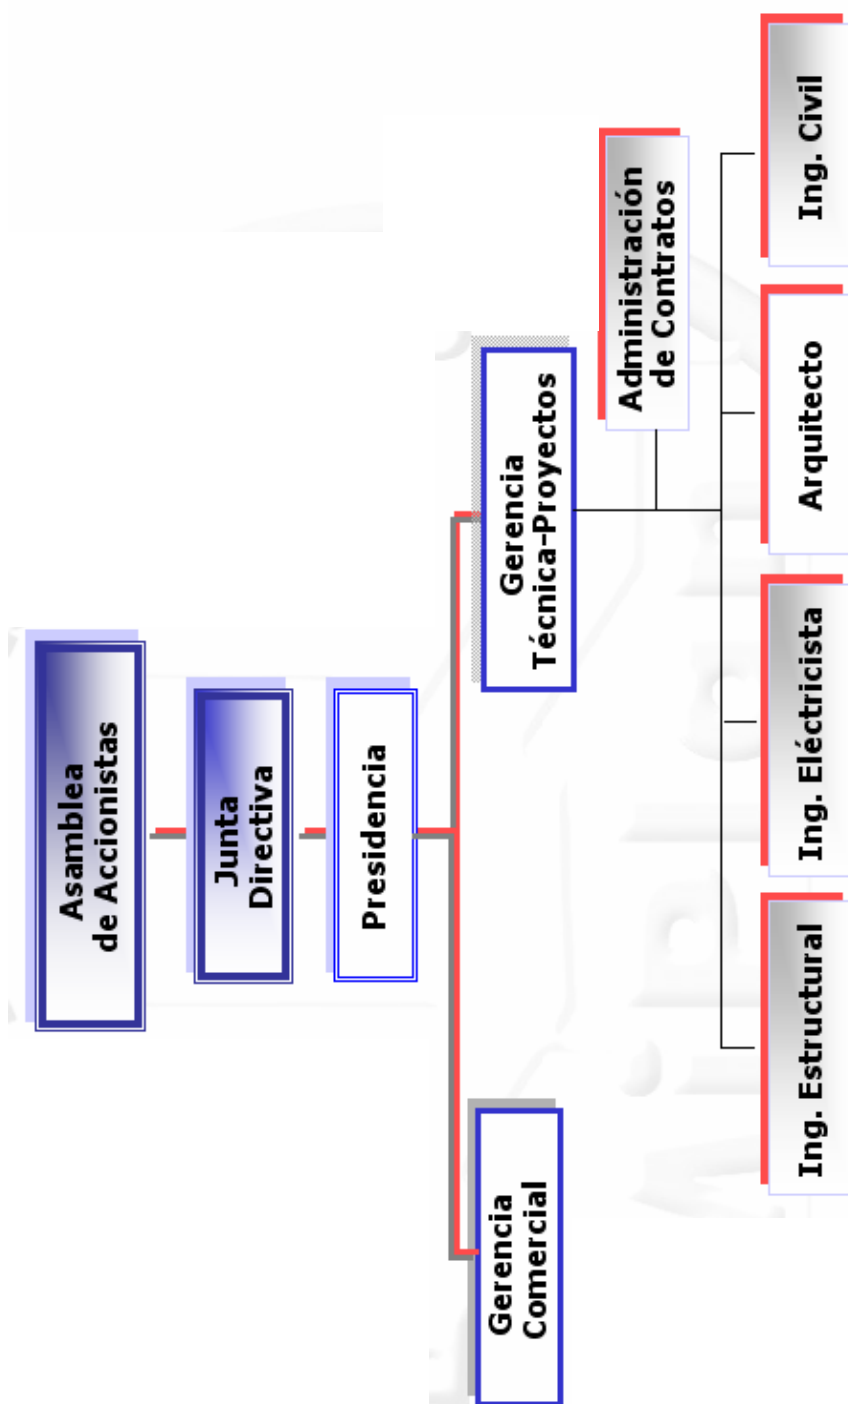 Asamblea
de Accionistas
Junta
Directiva
Presidencia
Gerencia
Comercial
Gerencia
Técnica-Proyectos
Administración
de Contratos
Ing. Estructural
Ing. Eléctricista
Arquitecto
Ing. Civil